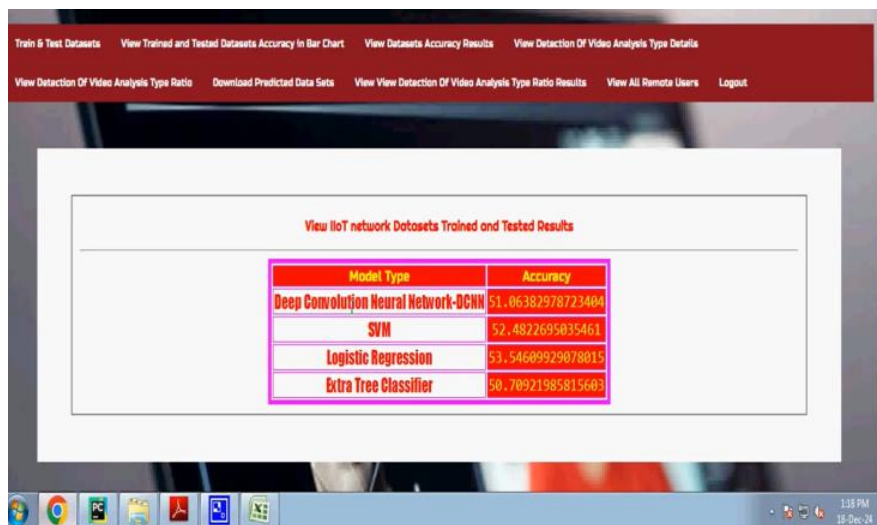 Train & Test Datasets View Trained and Tested Datasets Accuracy in Bar Chart View Datasets Accuracy Results View Detection Of Video Analysis Type Details
View Detection Of Video Analysis Type Ratio Download Predicted Data Sets View View Detection Of Video Analysis Type Ratio Results View All Remote Users Logout
View IIoT network Datasets Trained and Tested Results
Model Type Accuracy
Deep Convolution Neural Network-DCNN 51.06382978723404
SVM 52.4822695035461
Logistic Regression 53.54609929078015
Extra Tree Classifier 50.70921985815603
PC
1:18 PM
18-Dec-24